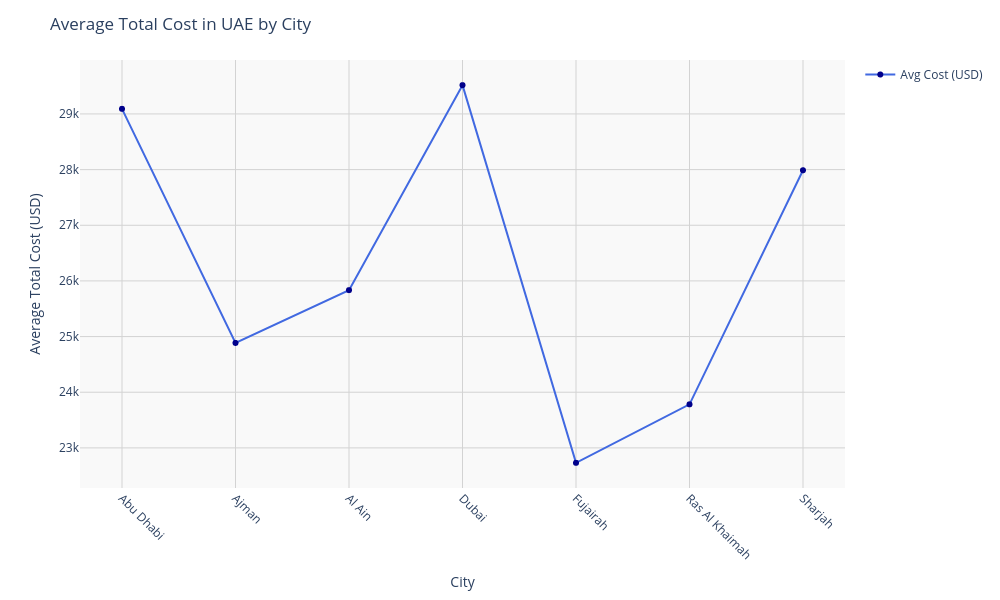 Average Total Cost in UAE by City
Avg Cost (USD)
Average Total Cost (USD)
29k
28k
27k
26k
25k
24k
23k
Abu Dhabi
Ajman
Al Ain
Dubai
Fujairah
Ras Al Khaimah
Sharjah
City